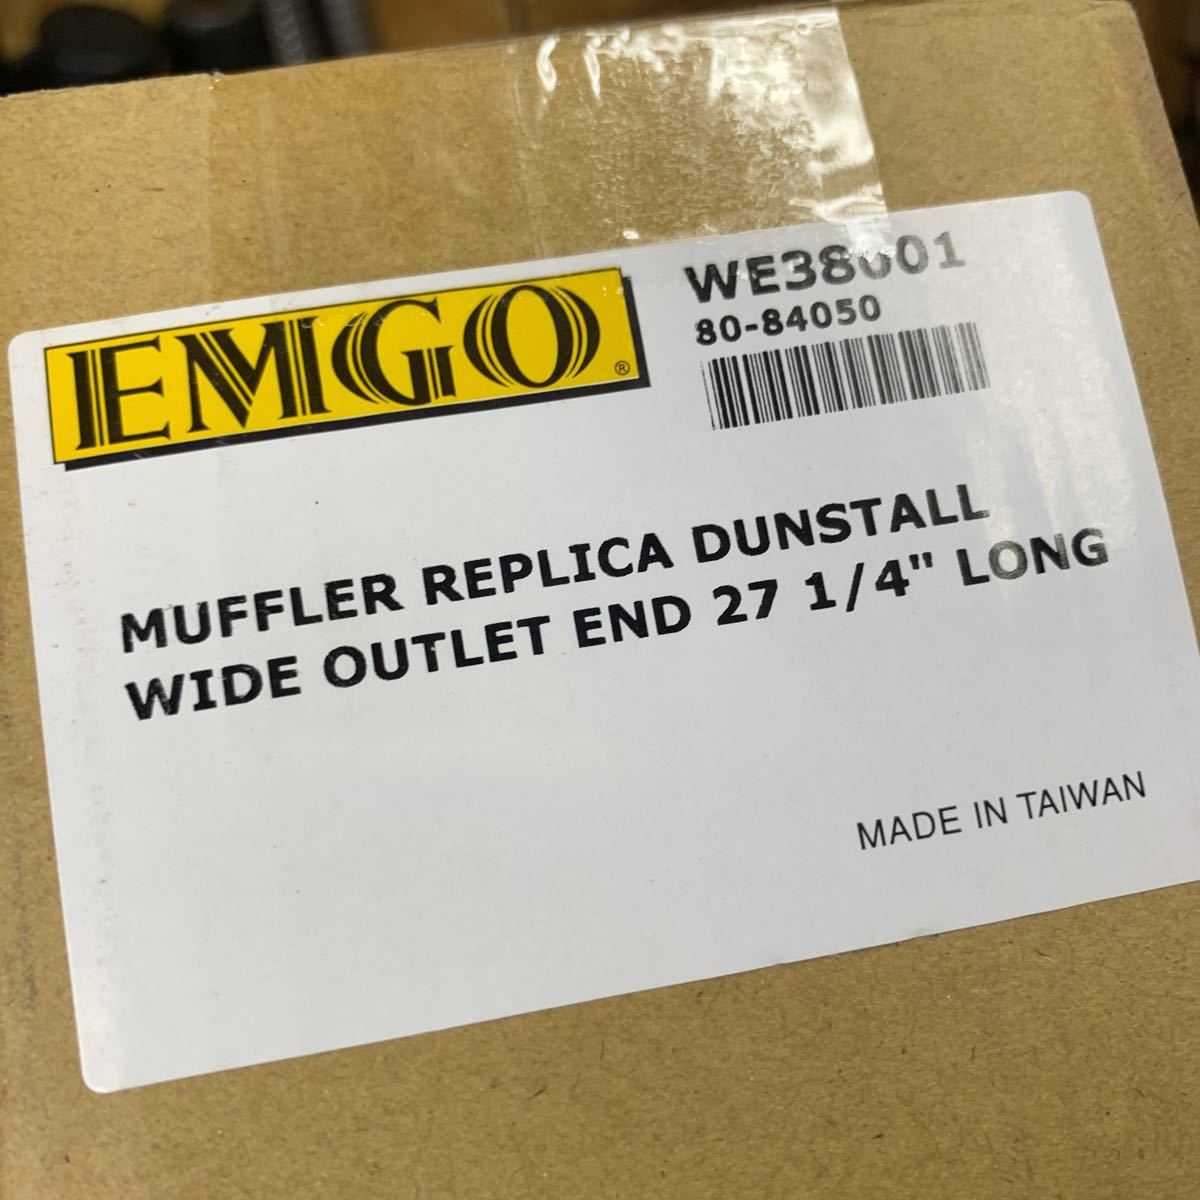 EMGO®
WE38001
80-84050
MUFFLER REPLICA DUNSTALL
WIDE OUTLET END 27 1/4" LONG
MADE IN TAIWAN